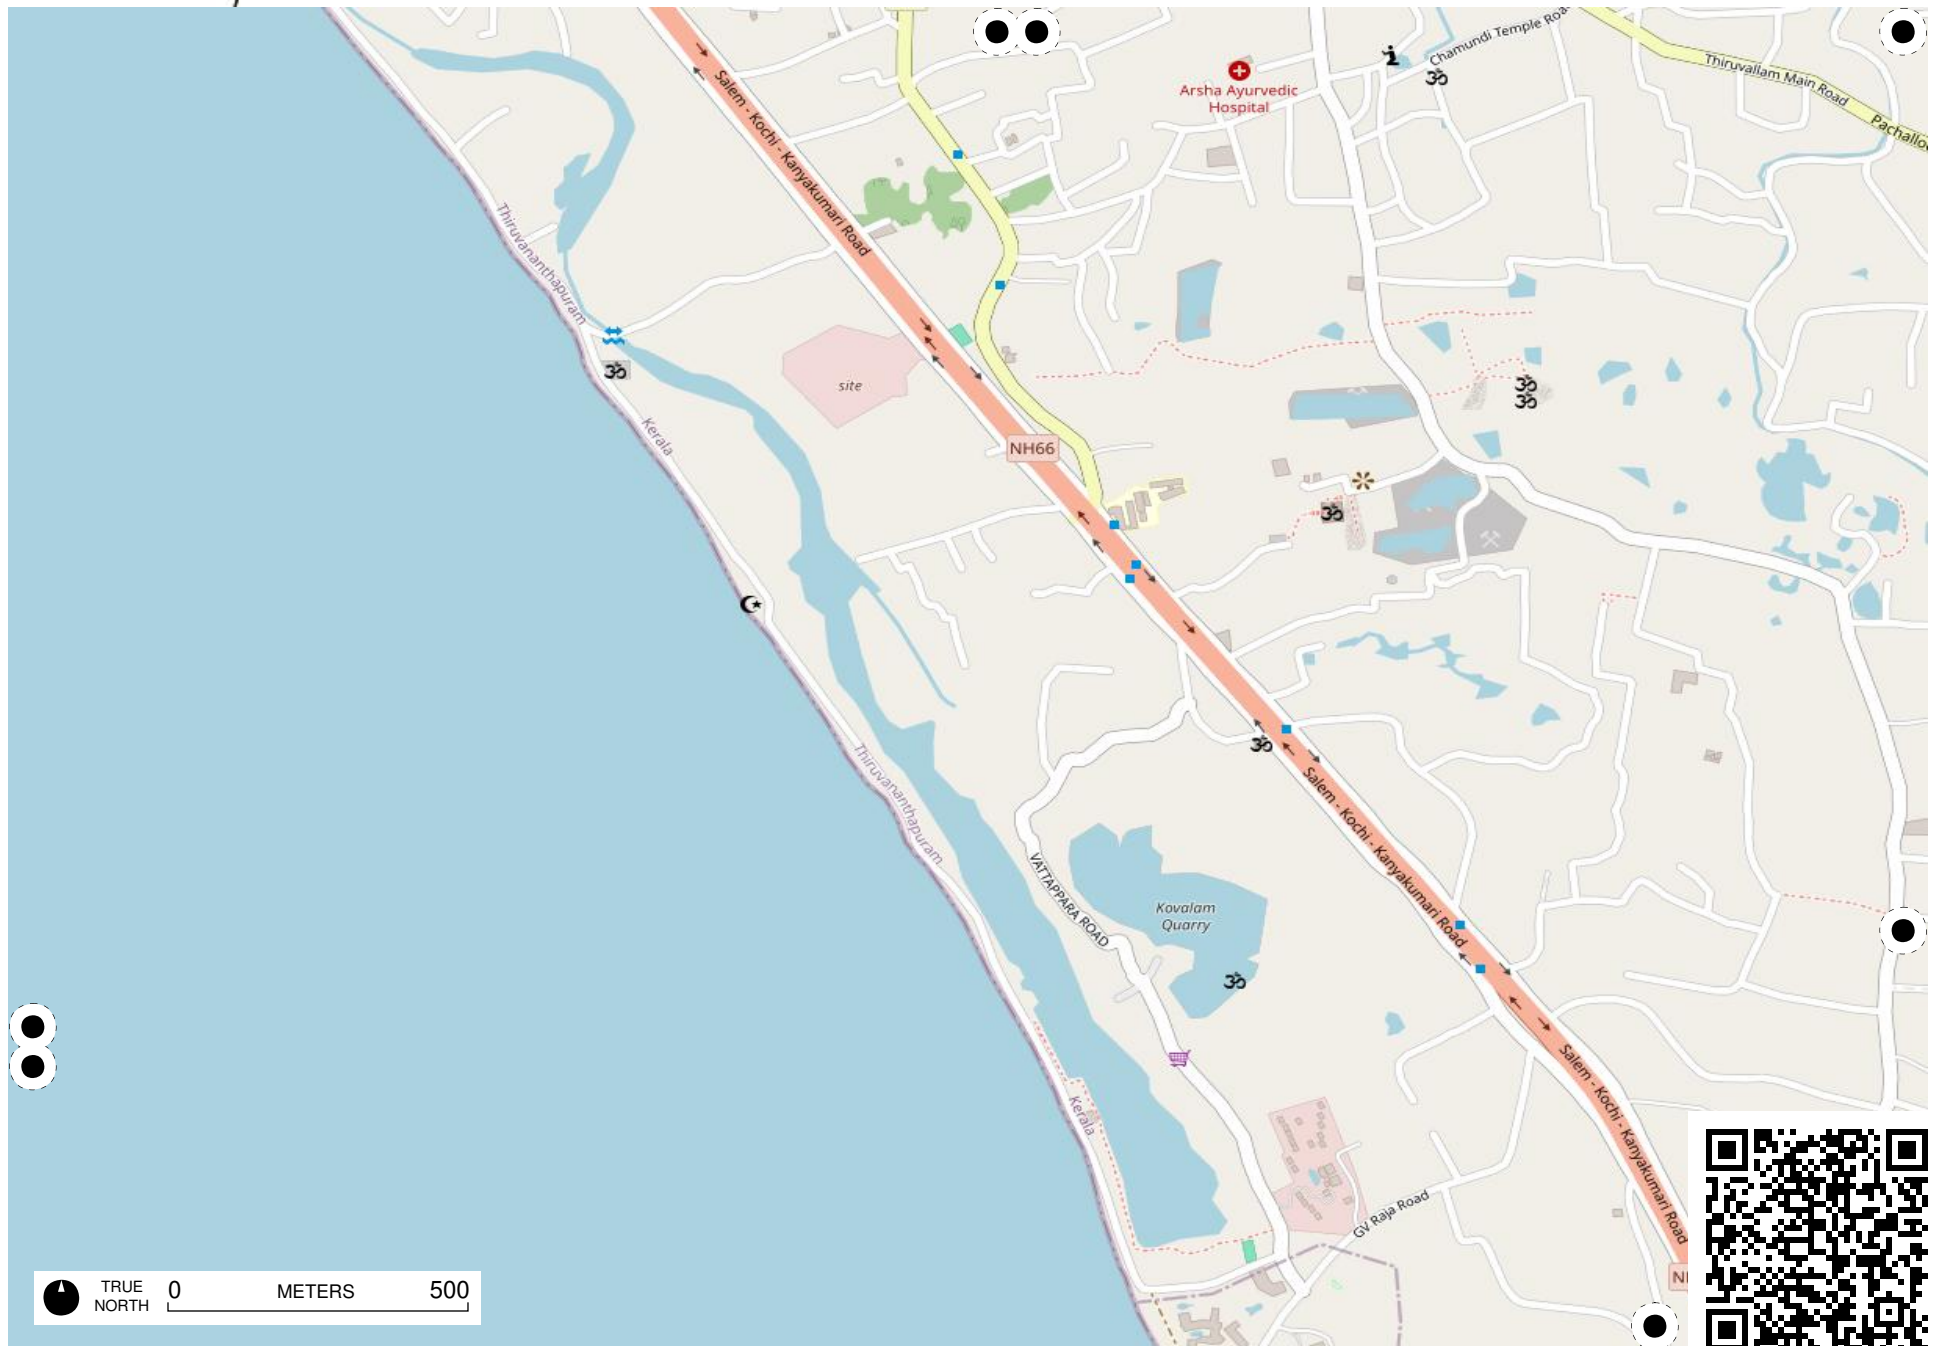 Chamundi Temple Road
Thiruvallam Main Road
Arsha Ayurvedic
Hospital
Salem - Kochi - Kanyakumari Road
Thiruvananthapuram
site
Kerala
NH66
Thiruvananthapuram
Salem - Kochi - Kanyakumari Road
VATTAPPARA ROAD
Kovalam
Quarry
Salem - Kochi - Kanyakumari Road
Kerala
GV Raja Road
TRUE
NORTH
0
METERS
500
ॐ
ॐ
ॐ
ॐ
ॐ
ॐ
ॐ